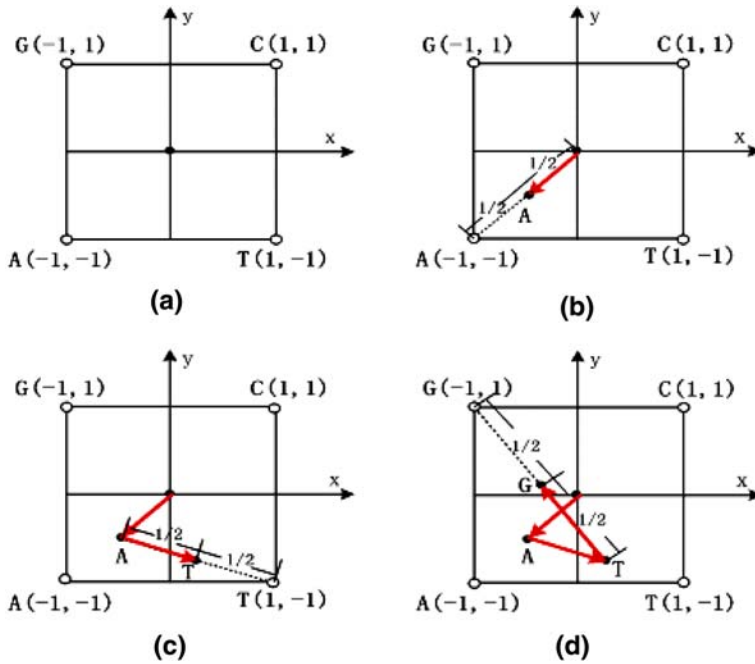 y
G(-1, 1) C(1, 1)
x
A(-1, -1) T(1, -1)
(a)
y
G(-1, 1) C(1, 1)
x
1/2
1/2
A
A(-1, -1) T(1, -1)
(b)
y
G(-1, 1) C(1, 1)
x
1/2
A 1/2
T
A(-1, -1) T(1, -1)
(c)
y
G(-1, 1) C(1, 1)
1/2
x
G
1/2
A T
A(-1, -1) T(1, -1)
(d)